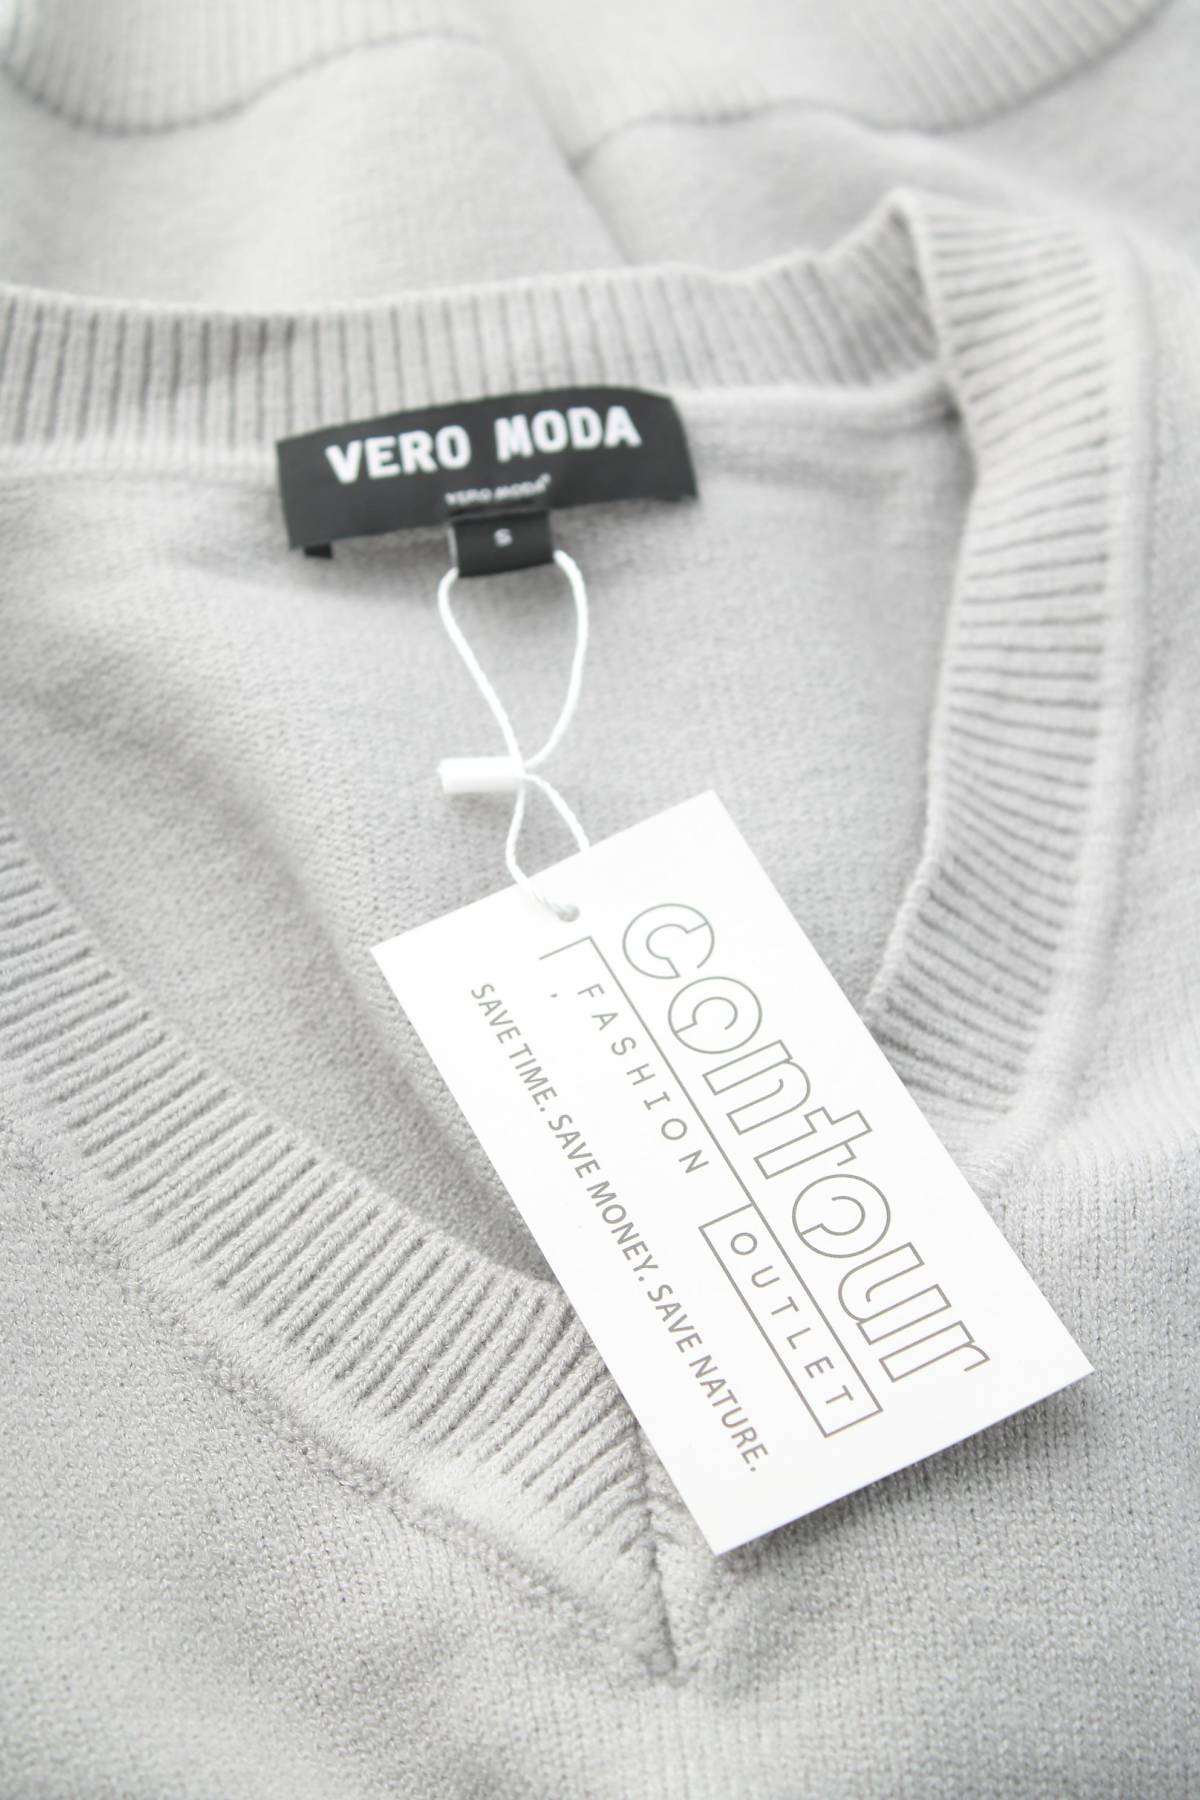 VERO MODA
VERO MODA®
S
contour
FASHION OUTLET
SAVE TIME. SAVE MONEY. SAVE NATURE.